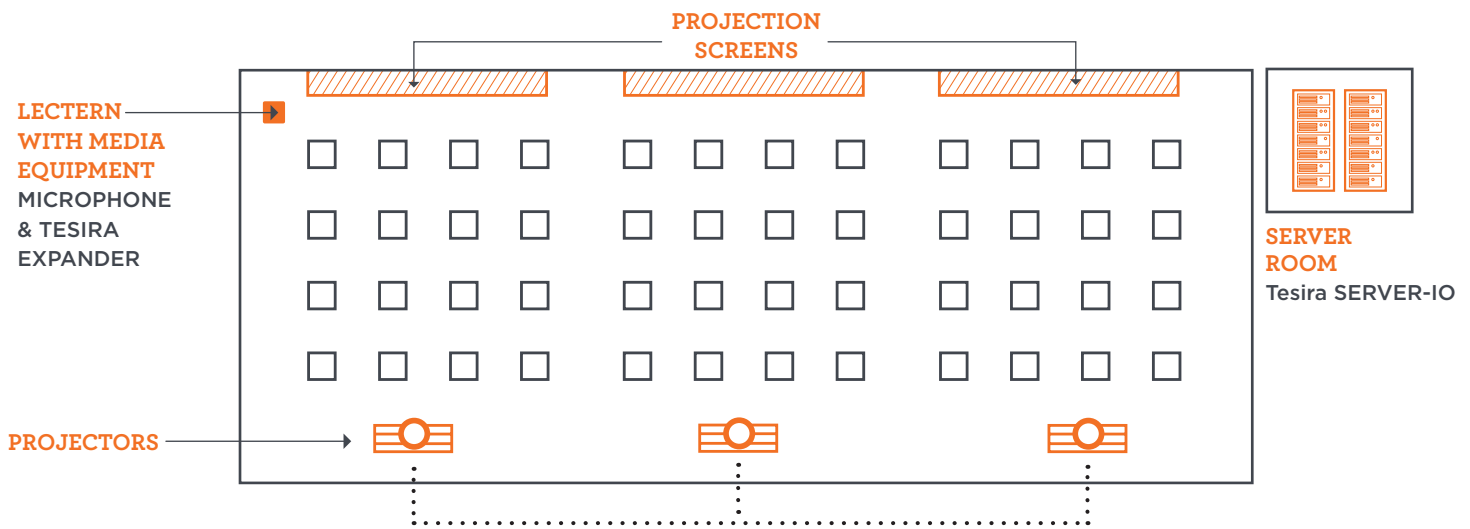 PROJECTION
SCREENS
LECTERN
WITH MEDIA
EQUIPMENT
MICROPHONE
& TESIRA
EXPANDER
SERVER
ROOM
Tesira SERVER-IO
PROJECTORS